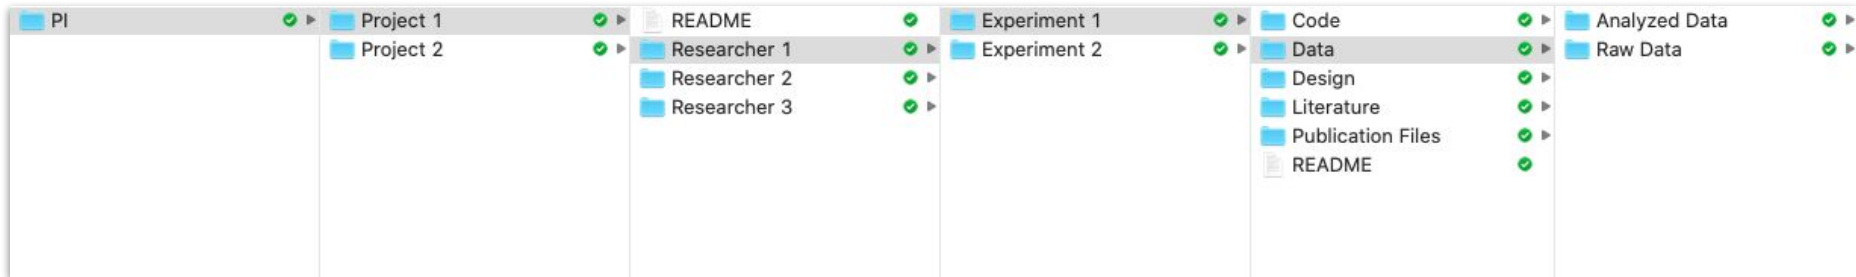 PI
Project 1
Project 2
README
Researcher 1
Researcher 2
Researcher 3
Experiment 1
Experiment 2
Code
Data
Design
Literature
Publication Files
README
Analyzed Data
Raw Data